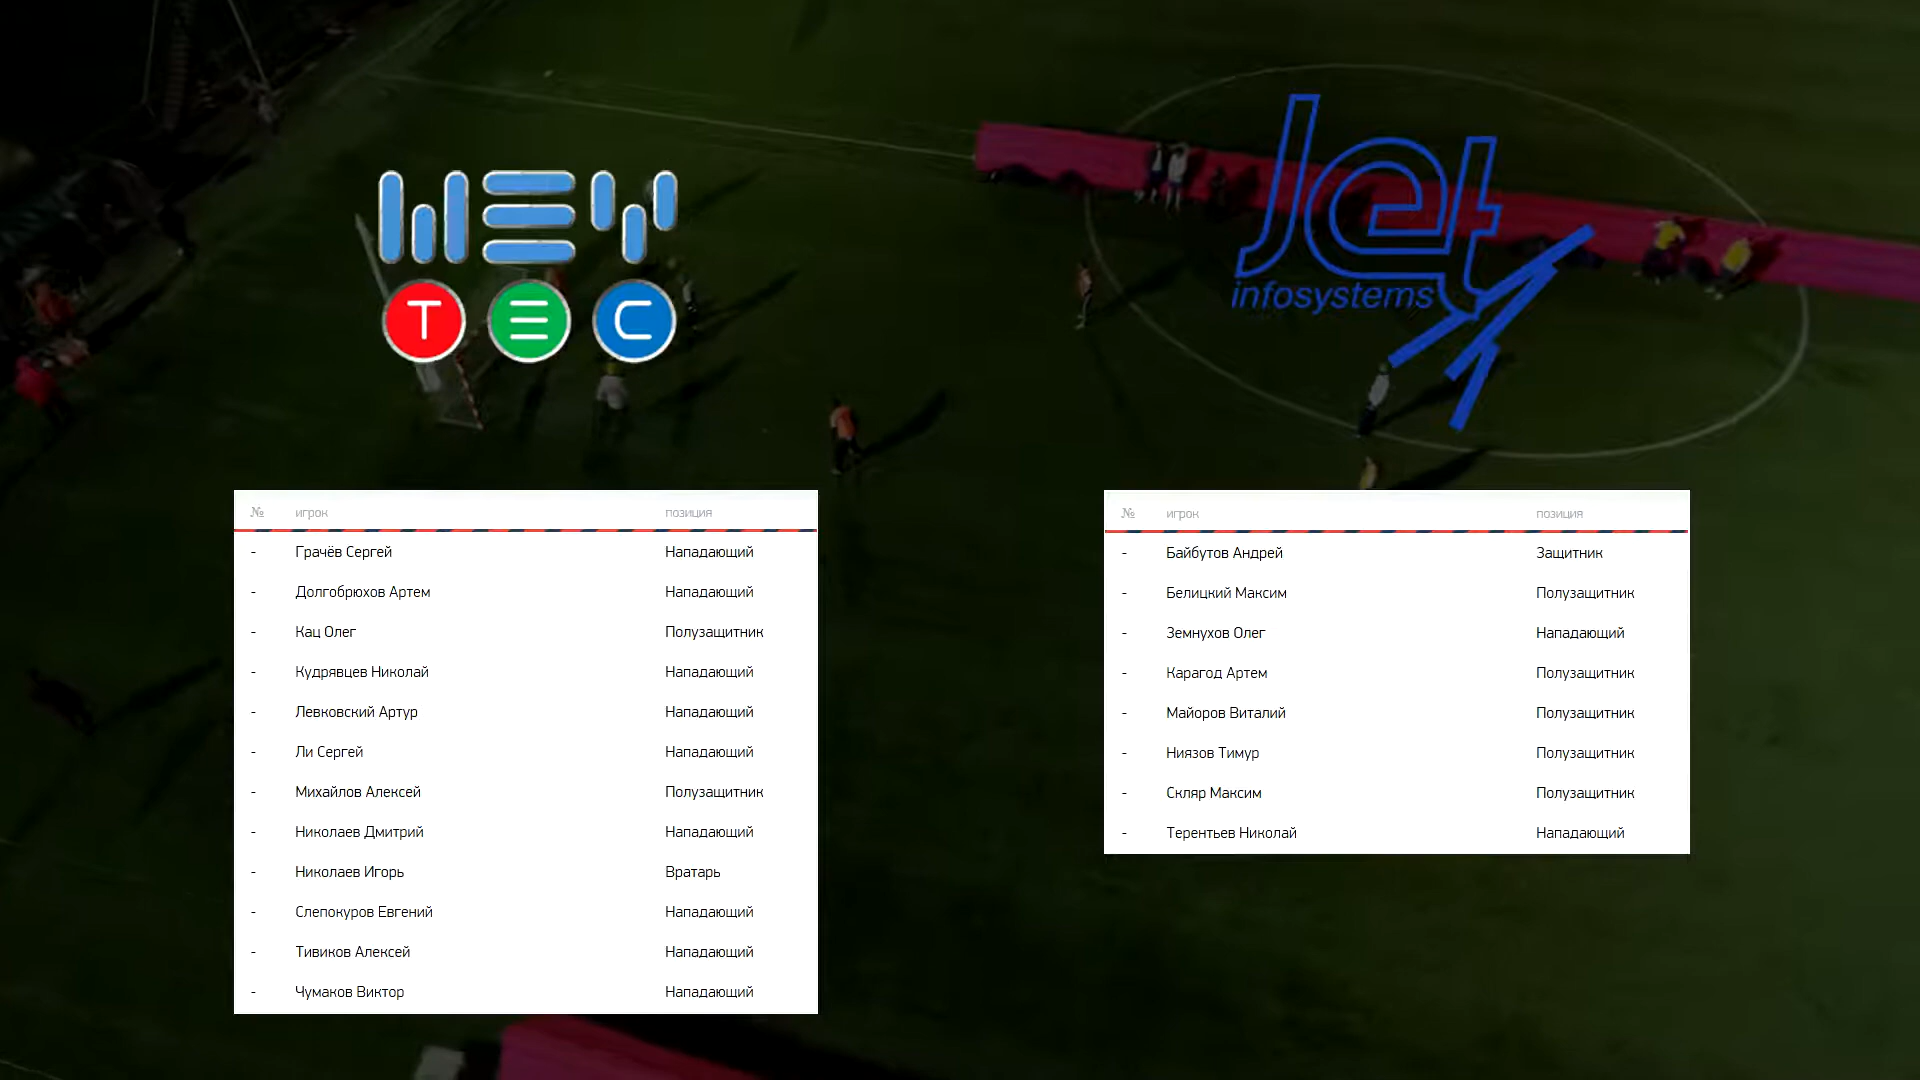 WEY
TEC
Jet
infosystems
№ игрок позиция
- Грачёв Сергей Нападающий
- Долгобрюхов Артем Нападающий
- Кац Олег Полузащитник
- Кудрявцев Николай Нападающий
- Левковский Артур Нападающий
- Ли Сергей Нападающий
- Михайлов Алексей Полузащитник
- Николаев Дмитрий Нападающий
- Николаев Игорь Вратарь
- Слепокуров Евгений Нападающий
- Тивиков Алексей Нападающий
- Чумаков Виктор Нападающий
№ игрок позиция
- Байбутов Андрей Защитник
- Белицкий Максим Полузащитник
- Земнухов Олег Нападающий
- Карагод Артем Полузащитник
- Майоров Виталий Полузащитник
- Ниязов Тимур Полузащитник
- Скляр Максим Полузащитник
- Терентьев Николай Нападающий